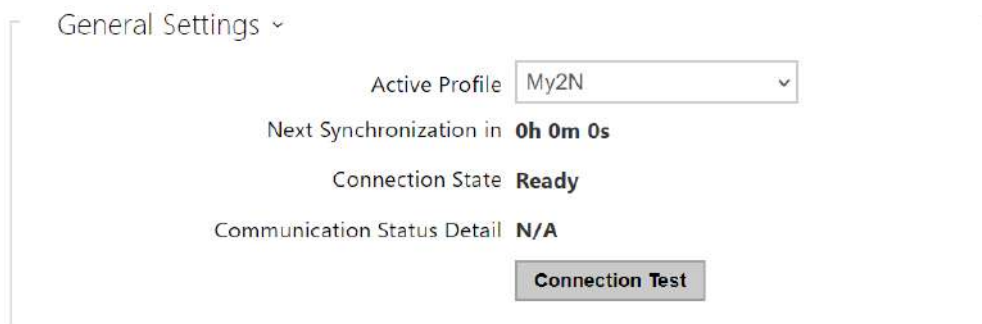 General Settings
Active Profile My2N
Next Synchronization in 0h 0m 0s
Connection State Ready
Communication Status Detail N/A
Connection Test